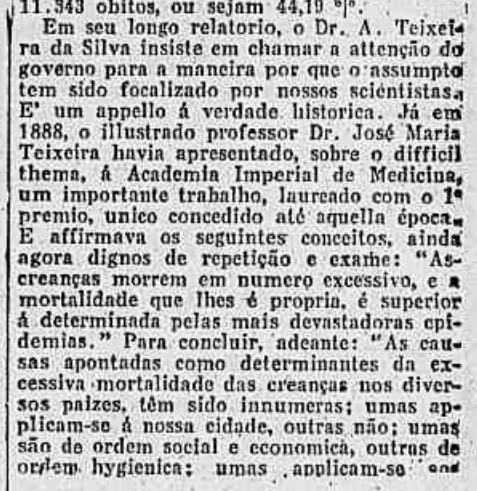 11.343 obitos, ou sejam 44,19 °|°.
Em seu longo relatorio, o Dr. A. Teixei-
ra da Silva insiste em chamar a attenção do
governo para a maneira por que o assumpto
tem sido focalizado por nossos scientistas.
E' um appello á verdade historica. Já em
1888, o illustrado professor Dr. José Maria
Teixeira havia apresentado, sobre o difficil
thema, á Academia Imperial de Medicina,
um importante trabalho, laureado com o 1º
premio, unico concedido até aquella época.
E affirmava os seguintes conceitos, ainda
agora dignos de repetição e exame: "As
creanças morrem em numero excessivo, e a
mortalidade que lhes é propria, é superior
á determinada pelas mais devastadoras epi-
demias." Para concluir, adeante: "As cau-
sas apontadas como determinantes da ex-
cessiva mortalidade das creanças nos diver-
sos paizes, têm sido innumeras; umas ap-
plicam-se á nossa cidade, outras não; umas
são de ordem social e economica, outras de
ordem hygienica; umas applicam-se